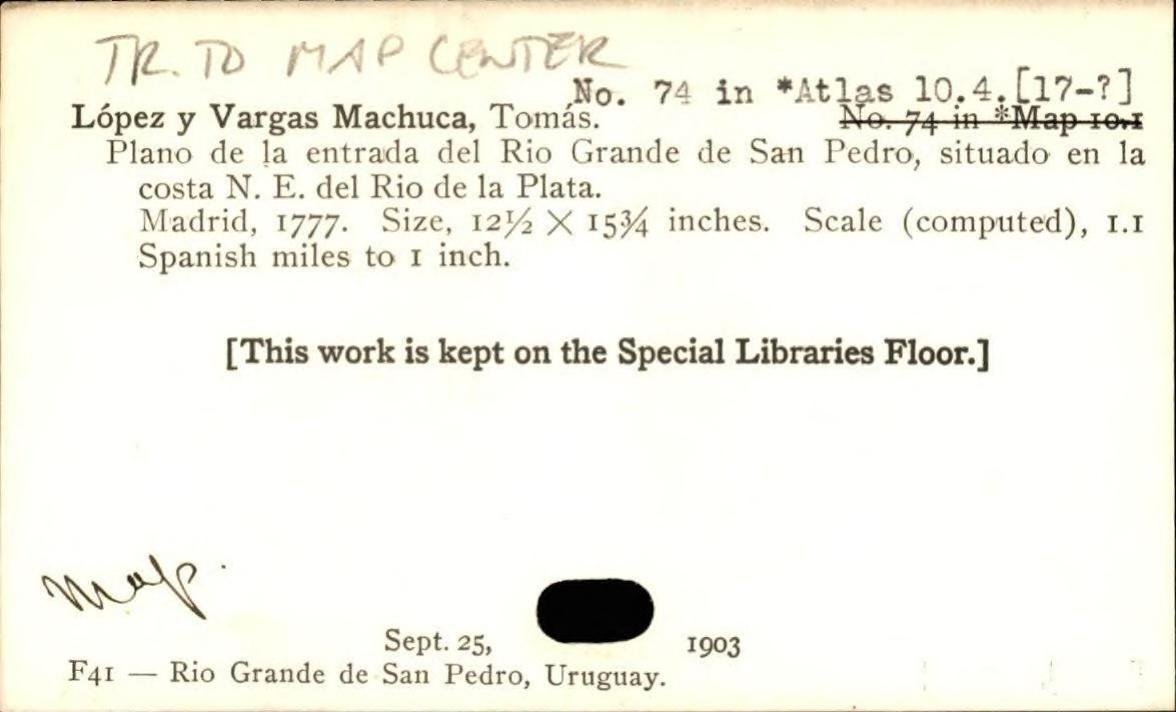 TR. TO MAP CENTER
No. 74 in *Atlas 10.4.[17-?]
López y Vargas Machuca, Tomás. No. 74 in *Map 10.1
Plano de la entrada del Rio Grande de San Pedro, situado en la
costa N. E. del Rio de la Plata.
Madrid, 1777. Size, 12½ X 15¾ inches. Scale (computed), 1.1
Spanish miles to 1 inch.
[This work is kept on the Special Libraries Floor.]
Map.
Sept. 25, 1903
F41 — Rio Grande de San Pedro, Uruguay.